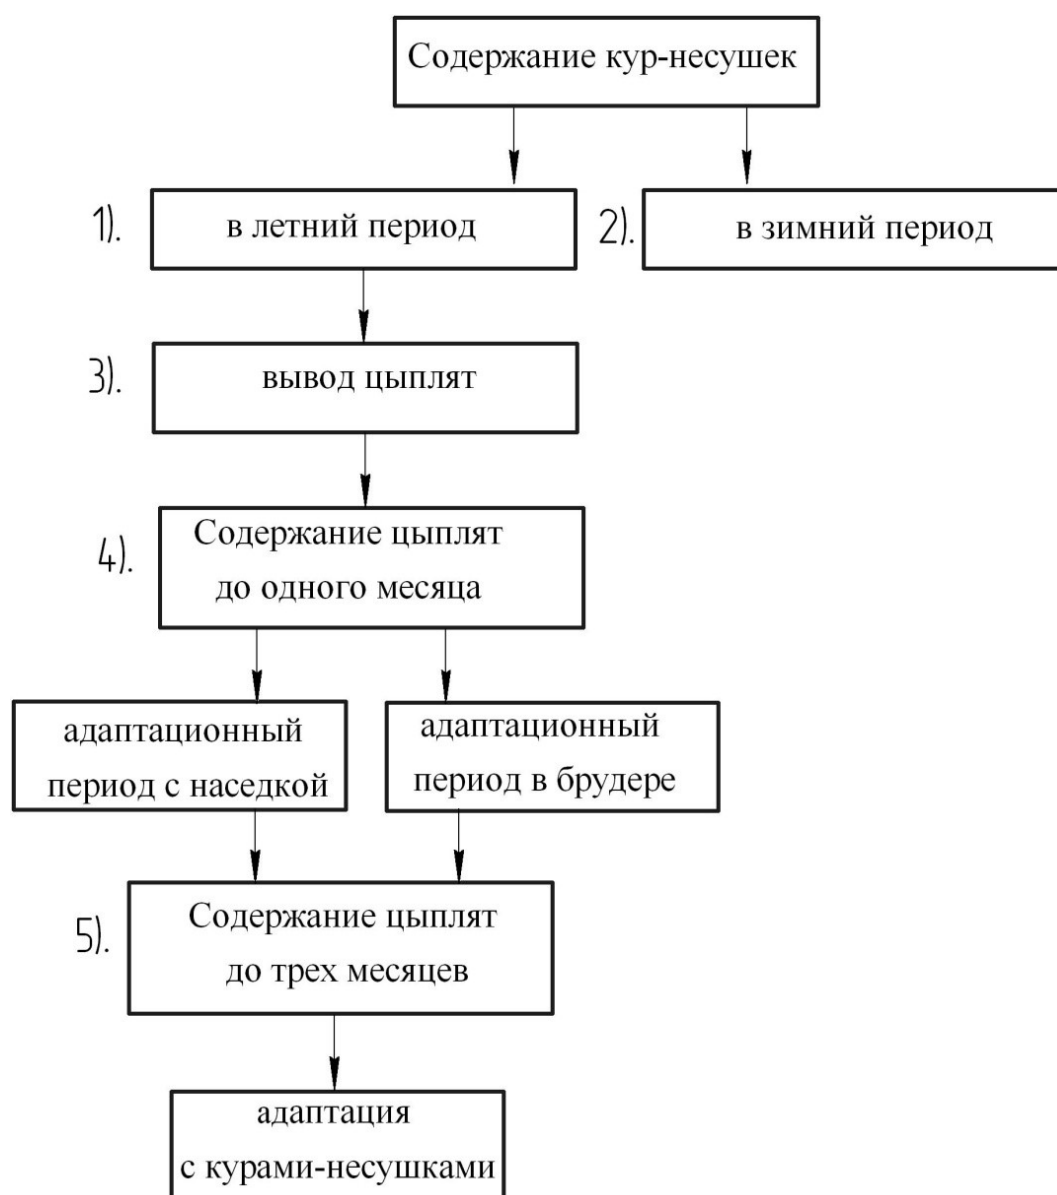 Содержание кур-несушек
1). в летний период
2). в зимний период
3). вывод цыплят
4). Содержание цыплят
до одного месяца
адаптационный
период с наседкой
адаптационный
период в брудере
5). Содержание цыплят
до трех месяцев
адаптация
с курами-несушками